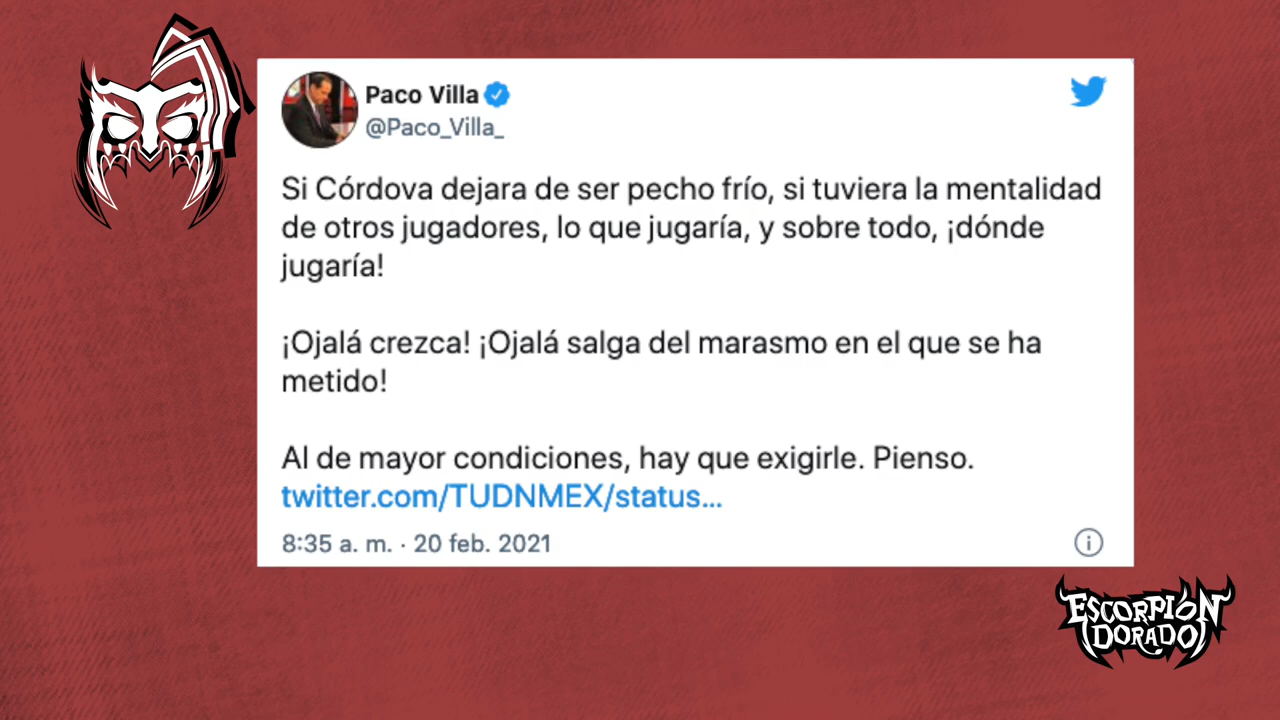 Paco Villa
@Paco_Villa_
Si Córdova dejara de ser pecho frío, si tuviera la mentalidad
de otros jugadores, lo que jugaría, y sobre todo, ¡dónde
jugaría!
¡Ojalá crezca! ¡Ojalá salga del marasmo en el que se ha
metido!
Al de mayor condiciones, hay que exigirle. Pienso.
twitter.com/TUDNMEX/status...
8:35 a. m. · 20 feb. 2021
ESCORPIÓN
DORADO